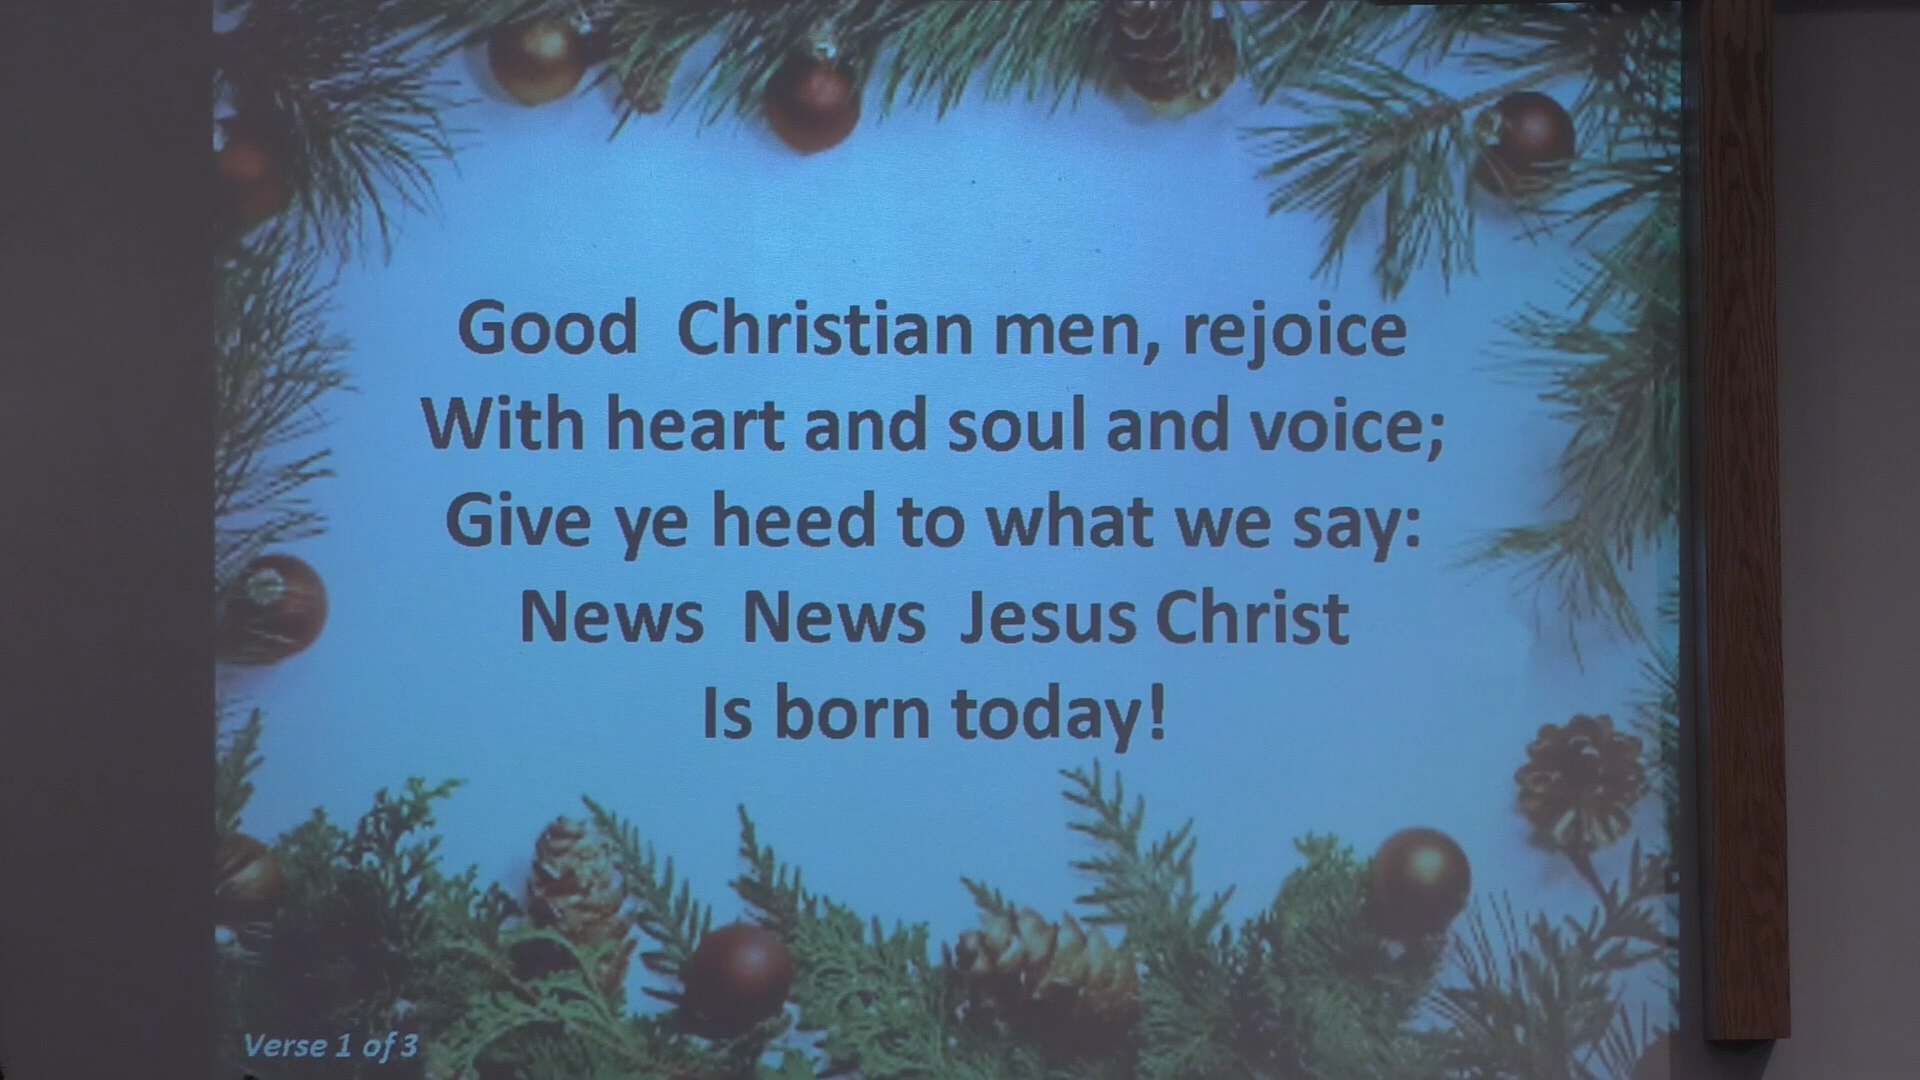 Good  Christian men, rejoice
With heart and soul and voice;
Give ye heed to what we say:
News  News  Jesus Christ
Is born today!
Verse 1 of 3